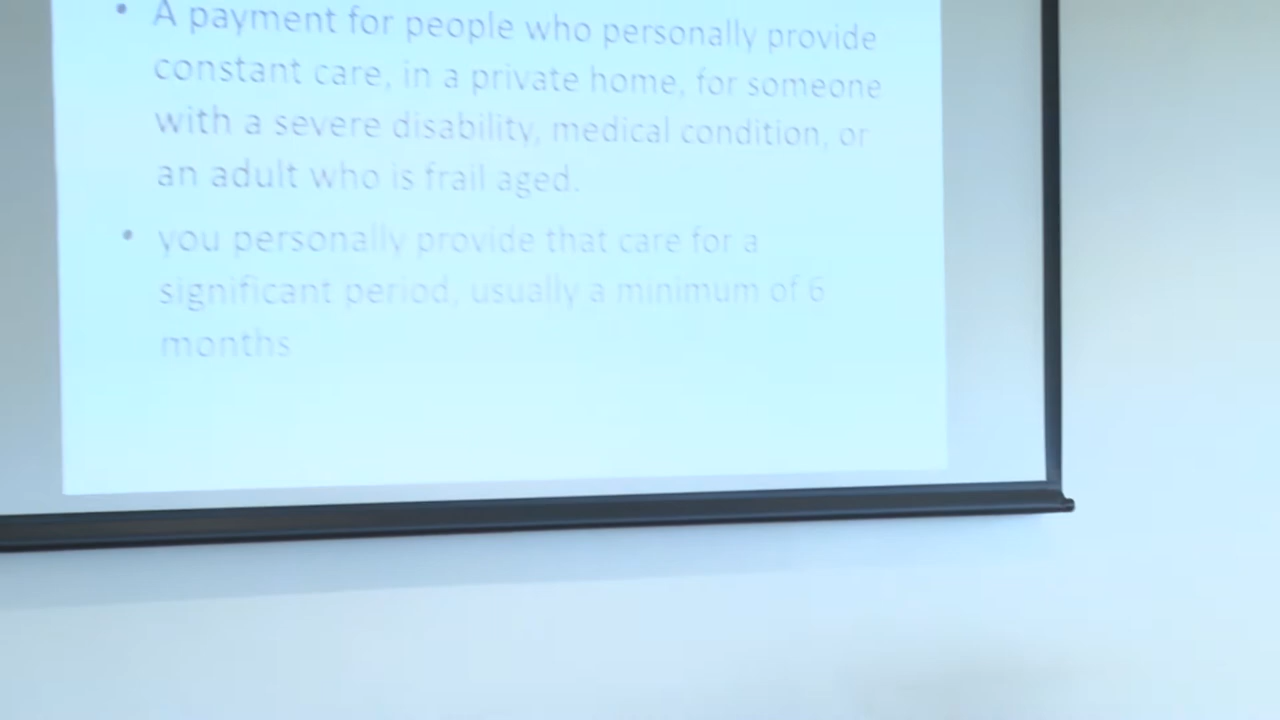 • A payment for people who personally provide
constant care, in a private home, for someone
with a severe disability, medical condition, or
an adult who is frail aged.
• you personally provide that care for a
significant period, usually a minimum of 6
months